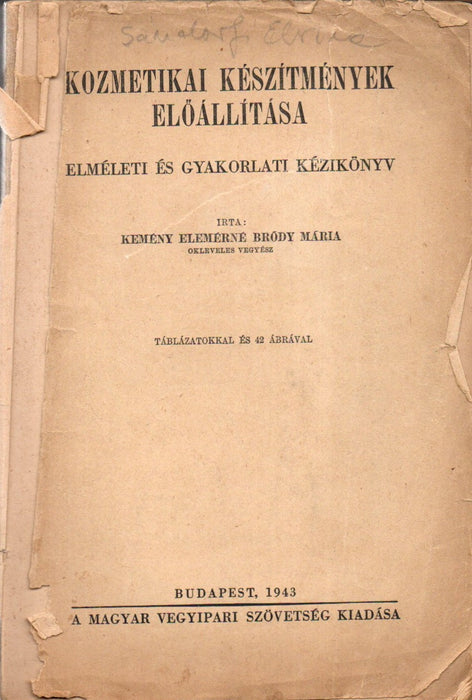 KOZMETIKAI KÉSZÍTMÉNYEK
ELŐÁLLÍTÁSA
ELMÉLETI ÉS GYAKORLATI KÉZIKÖNYV
IRTA:
KEMÉNY ELEMÉRNÉ BRÓDY MÁRIA
OKLEVELES VEGYÉSZ
TÁBLÁZATOKKAL ÉS 42 ÁBRÁVAL
BUDAPEST, 1943
A MAGYAR VEGYIPARI SZÖVETSÉG KIADÁSA